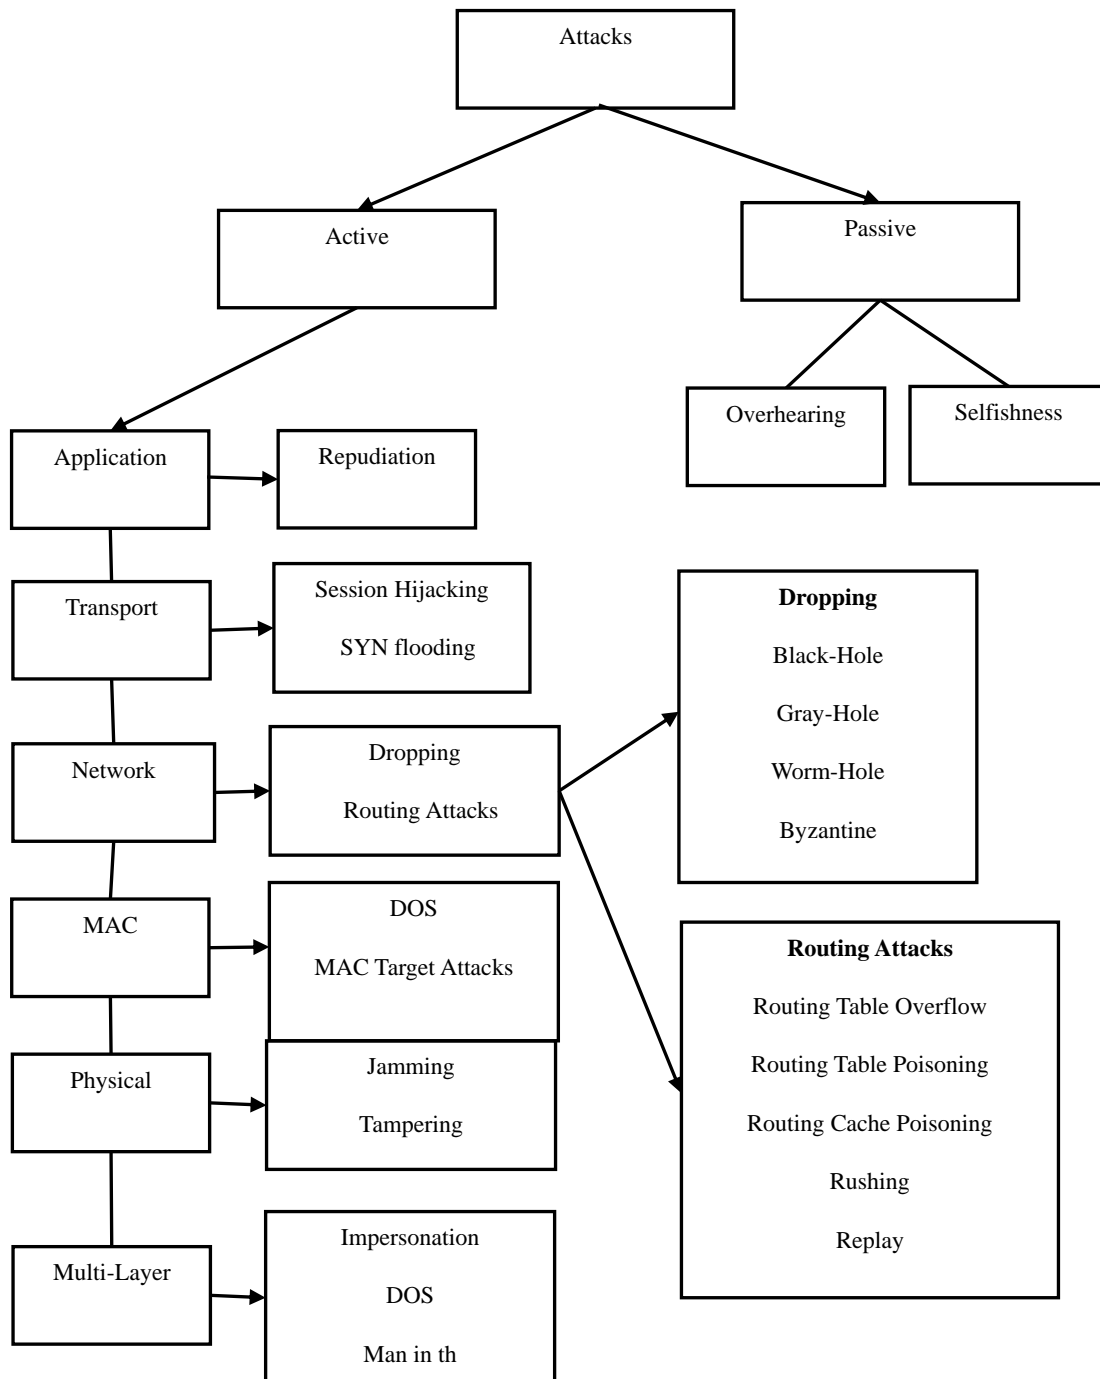 Attacks
Active
Passive
Overhearing
Selfishness
Application
Repudiation
Transport
Session Hijacking
SYN flooding
Network
Dropping
Routing Attacks
Dropping
Black-Hole
Gray-Hole
Worm-Hole
Byzantine
MAC
DOS
MAC Target Attacks
Routing Attacks
Routing Table Overflow
Routing Table Poisoning
Routing Cache Poisoning
Rushing
Replay
Physical
Jamming
Tampering
Multi-Layer
Impersonation
DOS
Man in th